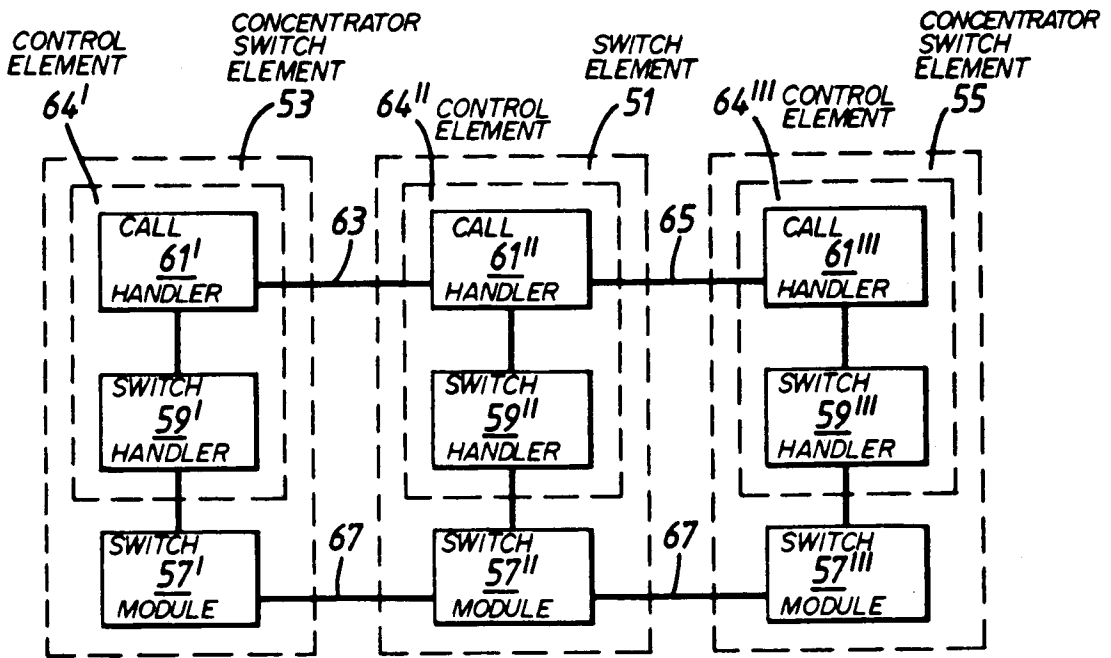 CONTROL
ELEMENT
64'
CONCENTRATOR
SWITCH
ELEMENT
53
64''
CONTROL
ELEMENT
SWITCH
ELEMENT
51
64'''
CONTROL
ELEMENT
CONCENTRATOR
SWITCH
ELEMENT
55
CALL
61'
HANDLER
63
CALL
61''
HANDLER
65
CALL
61'''
HANDLER
SWITCH
59'
HANDLER
SWITCH
59''
HANDLER
SWITCH
59'''
HANDLER
SWITCH
57'
MODULE
67
SWITCH
57''
MODULE
67
SWITCH
57'''
MODULE